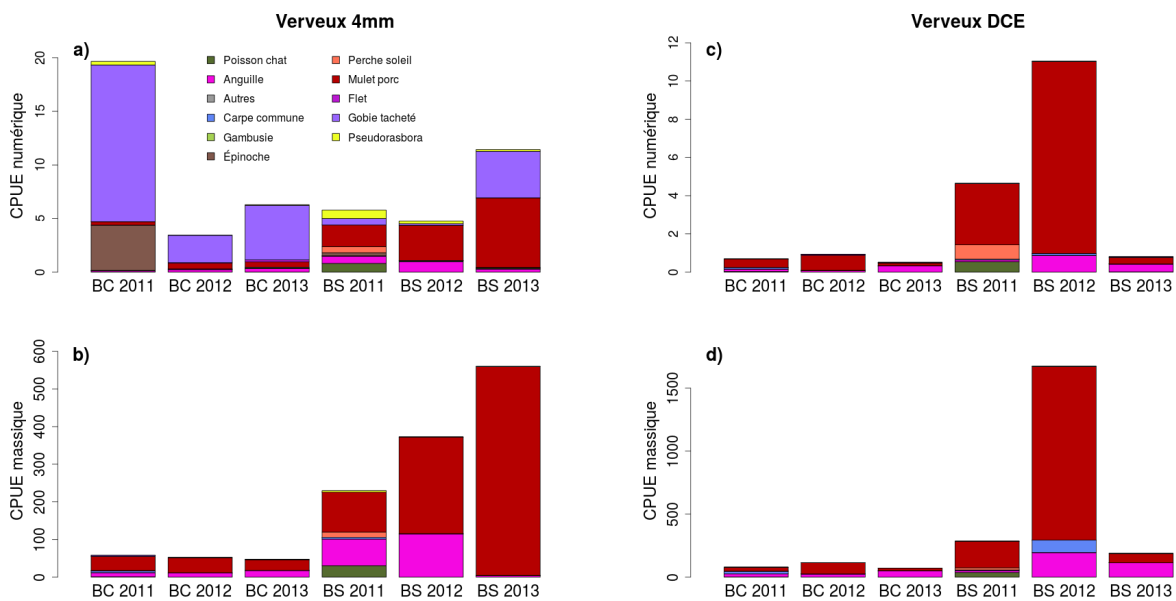 Verveux 4mm
Verveux DCE
a)
CPUE numérique
20
15
10
5
0
Poisson chat
Anguille
Autres
Carpe commune
Gambusie
Épinoche
Perche soleil
Mulet porc
Flet
Gobie tacheté
Pseudorasbora
BC 2011 BC 2012 BC 2013 BS 2011 BS 2012 BS 2013
c)
CPUE numérique
12
10
8
6
4
2
0
BC 2011 BC 2012 BC 2013 BS 2011 BS 2012 BS 2013
b)
CPUE massique
600
500
400
300
200
100
0
BC 2011 BC 2012 BC 2013 BS 2011 BS 2012 BS 2013
d)
CPUE massique
1500
1000
500
0
BC 2011 BC 2012 BC 2013 BS 2011 BS 2012 BS 2013